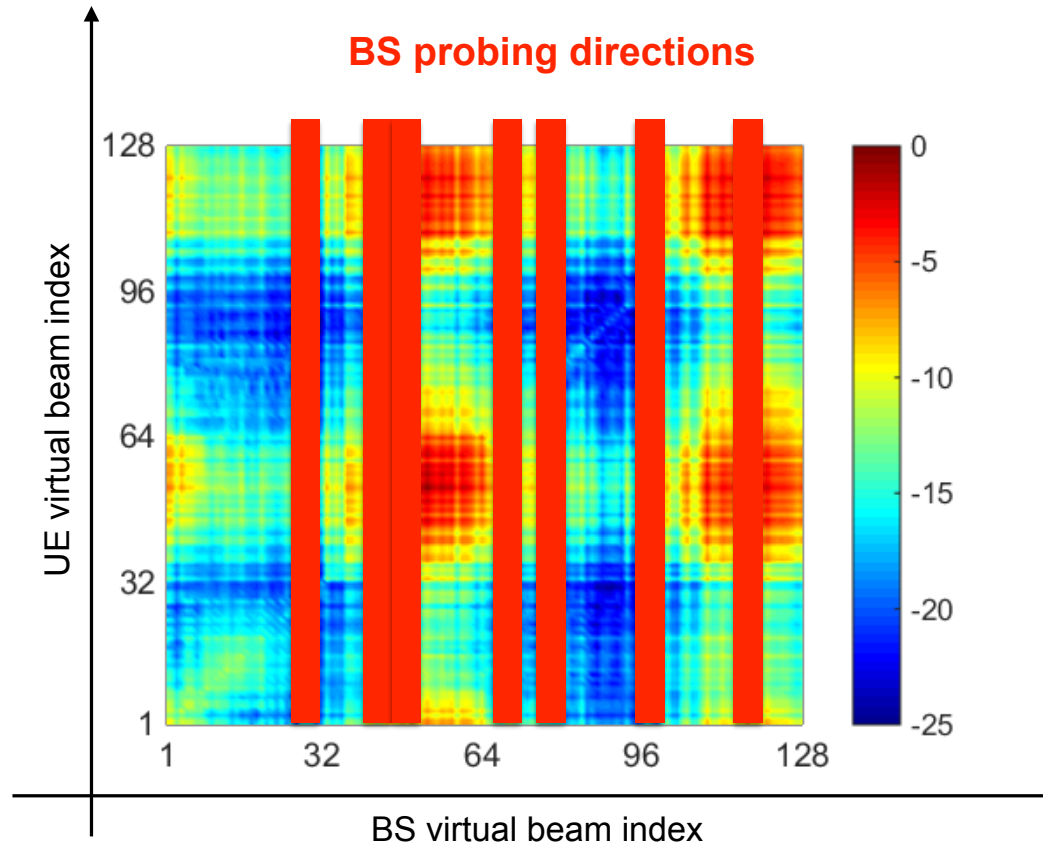 BS probing directions
128
96
64
32
1
UE virtual beam index
1 32 64 96 128
BS virtual beam index
0
-5
-10
-15
-20
-25